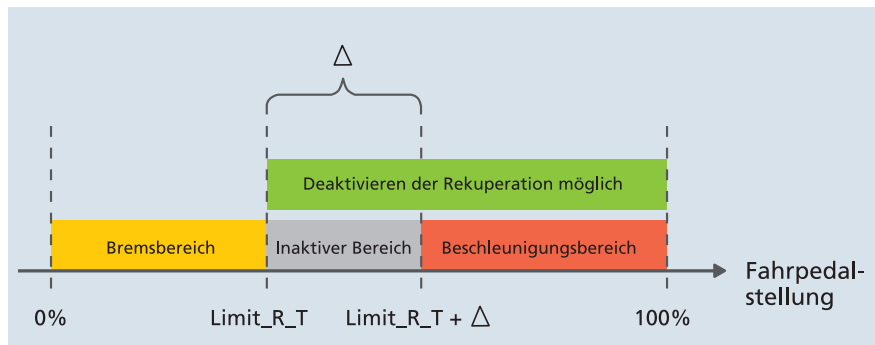 Δ
Deaktivieren der Rekuperation möglich
Bremsbereich
Inaktiver Bereich
Beschleunigungsbereich
Fahrpedal-
stellung
0%
Limit_R_T
Limit_R_T + Δ
100%